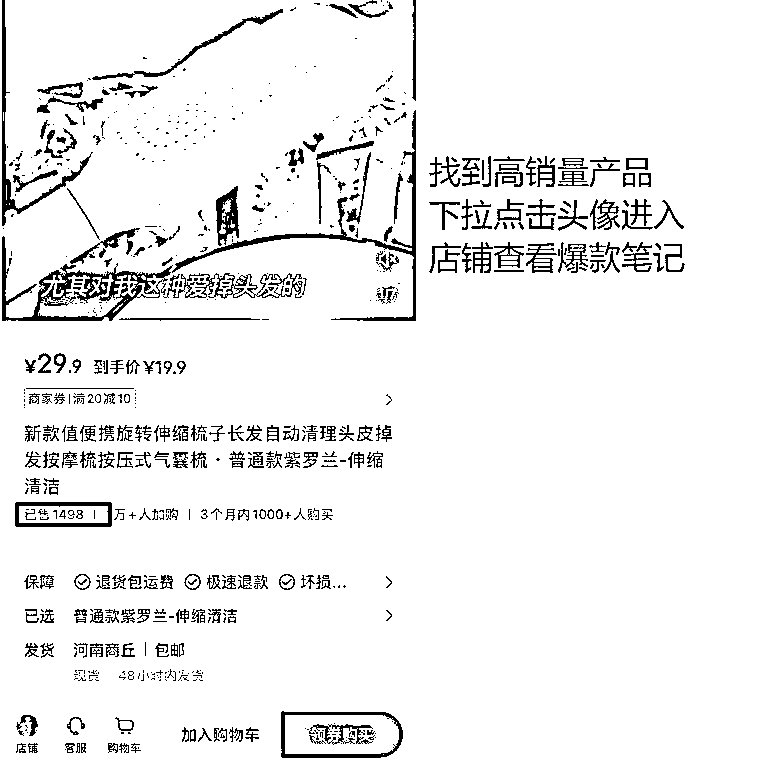 找到高销量产品
下拉点击头像进入
店铺查看爆款笔记
尤其对我这种爱掉头发的
1/7
¥29.9 到手价¥19.9
商家券|满20减10
新款值便携旋转伸缩梳子长发自动清理头皮掉
发按摩梳按压式气囊梳·普通款紫罗兰-伸缩
清洁
已售1498 | 1万+人加购 | 3个月内1000+人购买
保障 退货包运费 极速退款 坏损...
已选 普通款紫罗兰-伸缩清洁
发货 河南商丘 | 包邮
现货 48小时内发货
店铺 客服 购物车 加入购物车 领券购买